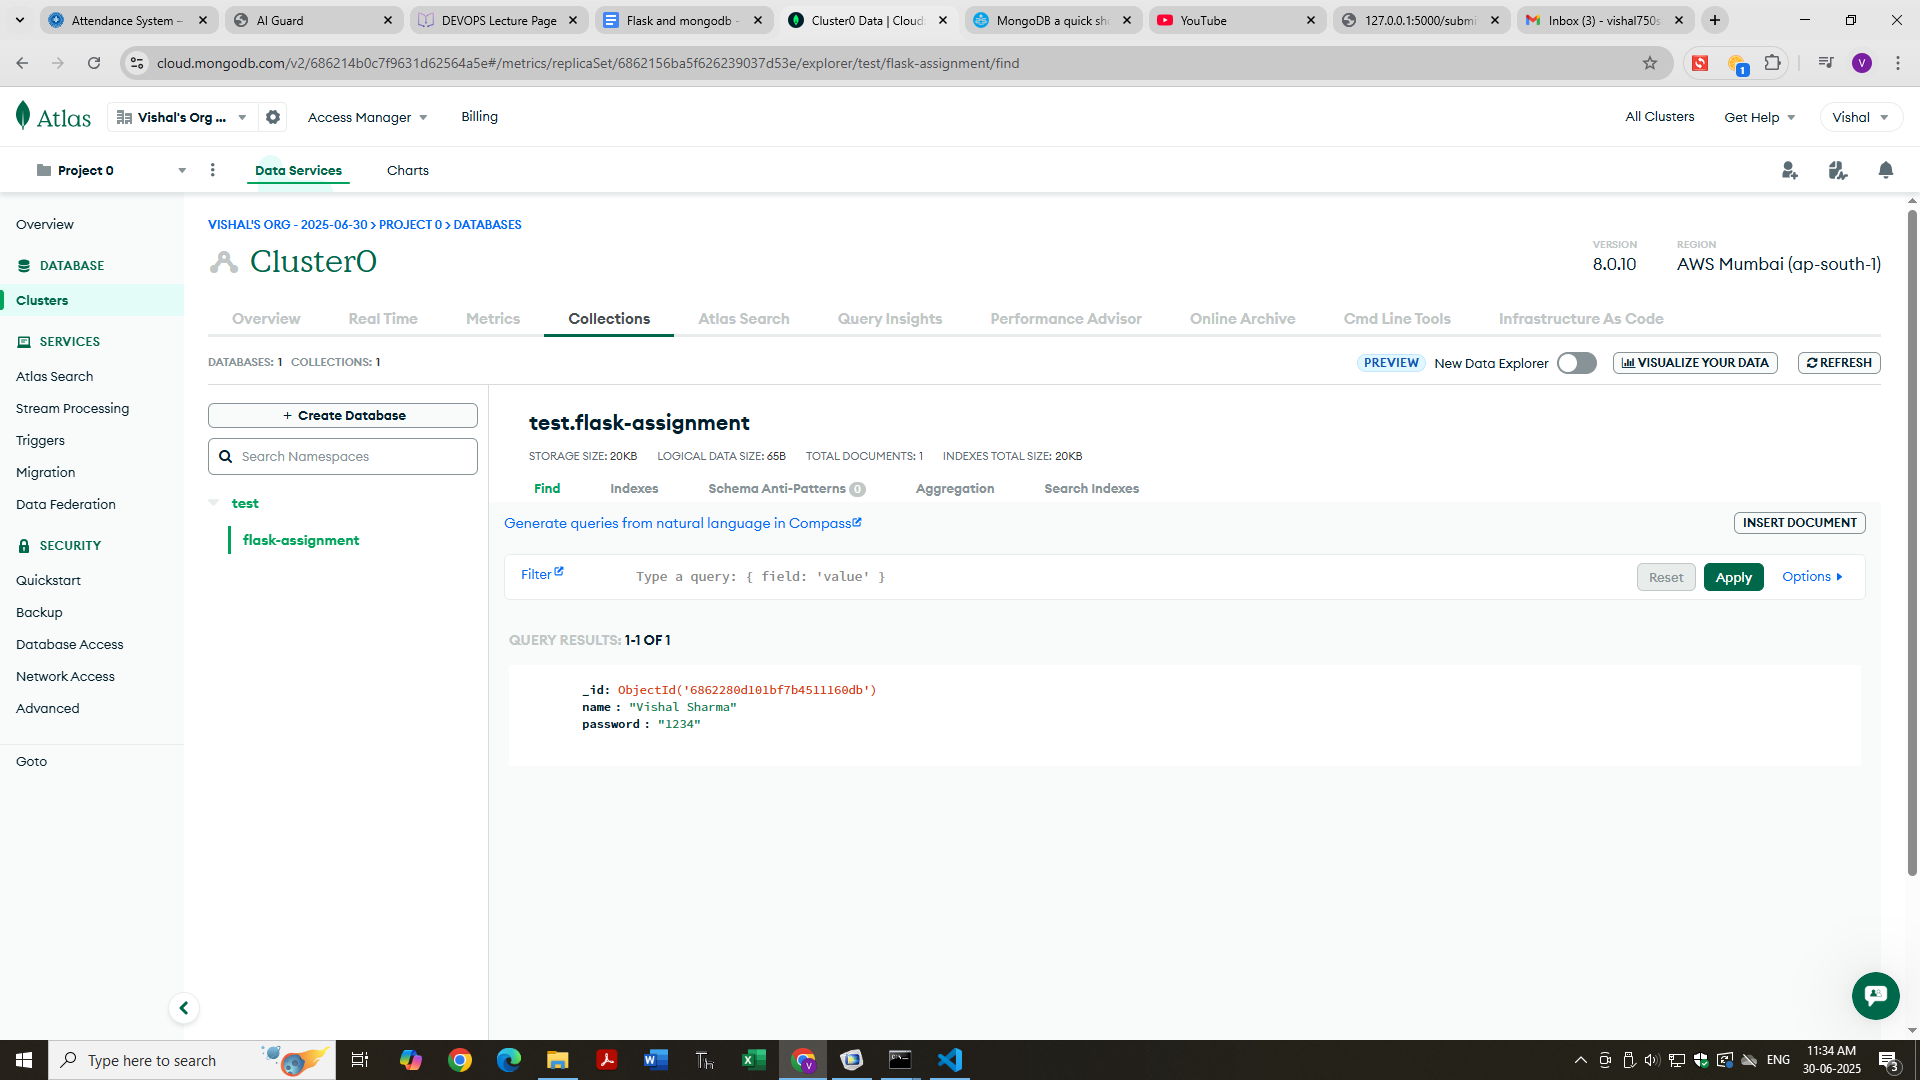 Attendance System –
AI Guard
DEVOPS Lecture Page
Flask and mongodb -
Cluster0 Data | Cloud:
MongoDB a quick sh
YouTube
127.0.0.1:5000/submi
Inbox (3) - vishal750s
cloud.mongodb.com/v2/686214b0c7f9631d62564a5e#/metrics/replicaSet/6862156ba5f626239037d53e/explorer/test/flask-assignment/find
1
V
Atlas
Vishal's Org ...
Access Manager
Billing
All Clusters
Get Help
Vishal
Project 0
Data Services
Charts
Overview
DATABASE
Clusters
SERVICES
Atlas Search
Stream Processing
Triggers
Migration
Data Federation
SECURITY
Quickstart
Backup
Database Access
Network Access
Advanced
Goto
VISHAL'S ORG - 2025-06-30 > PROJECT 0 > DATABASES
Cluster0
VERSION
8.0.10
REGION
AWS Mumbai (ap-south-1)
Overview
Real Time
Metrics
Collections
Atlas Search
Query Insights
Performance Advisor
Online Archive
Cmd Line Tools
Infrastructure As Code
DATABASES: 1 COLLECTIONS: 1
PREVIEW
New Data Explorer
VISUALIZE YOUR DATA
REFRESH
+ Create Database
Search Namespaces
test
flask-assignment
test.flask-assignment
STORAGE SIZE: 20KB
LOGICAL DATA SIZE: 65B
TOTAL DOCUMENTS: 1
INDEXES TOTAL SIZE: 20KB
Find
Indexes
Schema Anti-Patterns 0
Aggregation
Search Indexes
Generate queries from natural language in Compass
INSERT DOCUMENT
Filter
Type a query: { field: 'value' }
Reset
Apply
Options
QUERY RESULTS: 1-1 OF 1
_id: ObjectId('6862280d101bf7b4511160db')
name : "Vishal Sharma"
password : "1234"
Type here to search
ENG
11:34 AM
30-06-2025
3